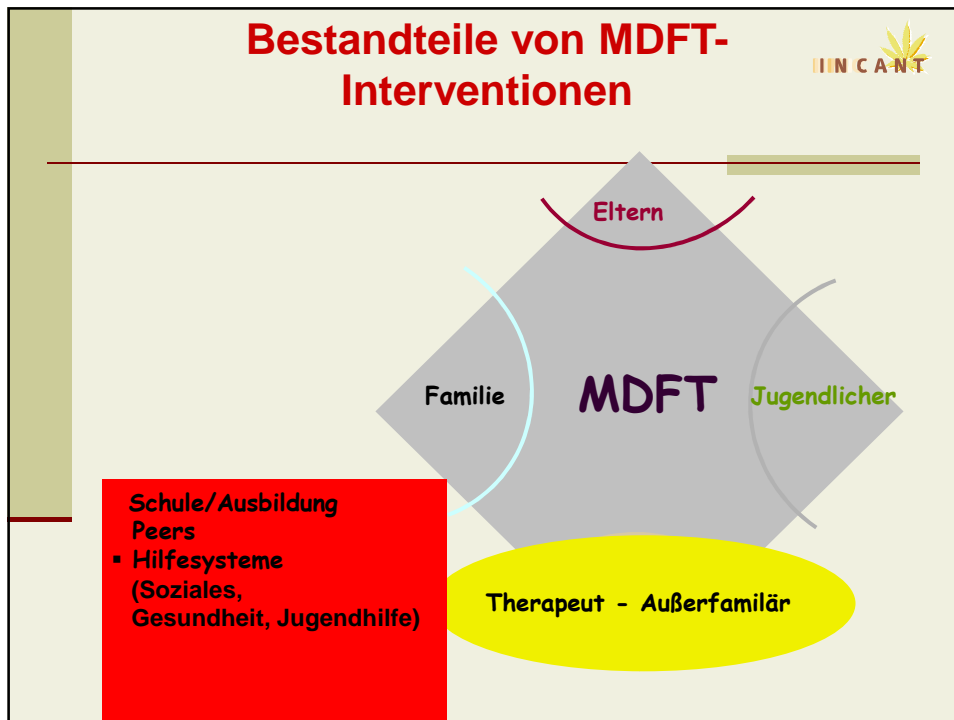 Bestandteile von MDFT-
Interventionen
INCANT
Eltern
Familie
MDFT
Jugendlicher
Schule/Ausbildung
Peers
▪ Hilfesysteme
(Soziales,
Gesundheit, Jugendhilfe)
Therapeut - Außerfamilär